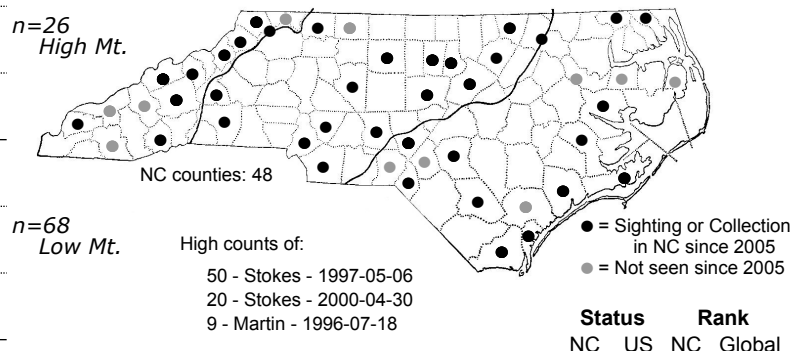 n=26
High Mt.
NC counties: 48
n=68
Low Mt.
High counts of:
50 - Stokes - 1997-05-06
20 - Stokes - 2000-04-30
9 - Martin - 1996-07-18
● = Sighting or Collection
in NC since 2005
● = Not seen since 2005
Status Rank
NC US NC Global